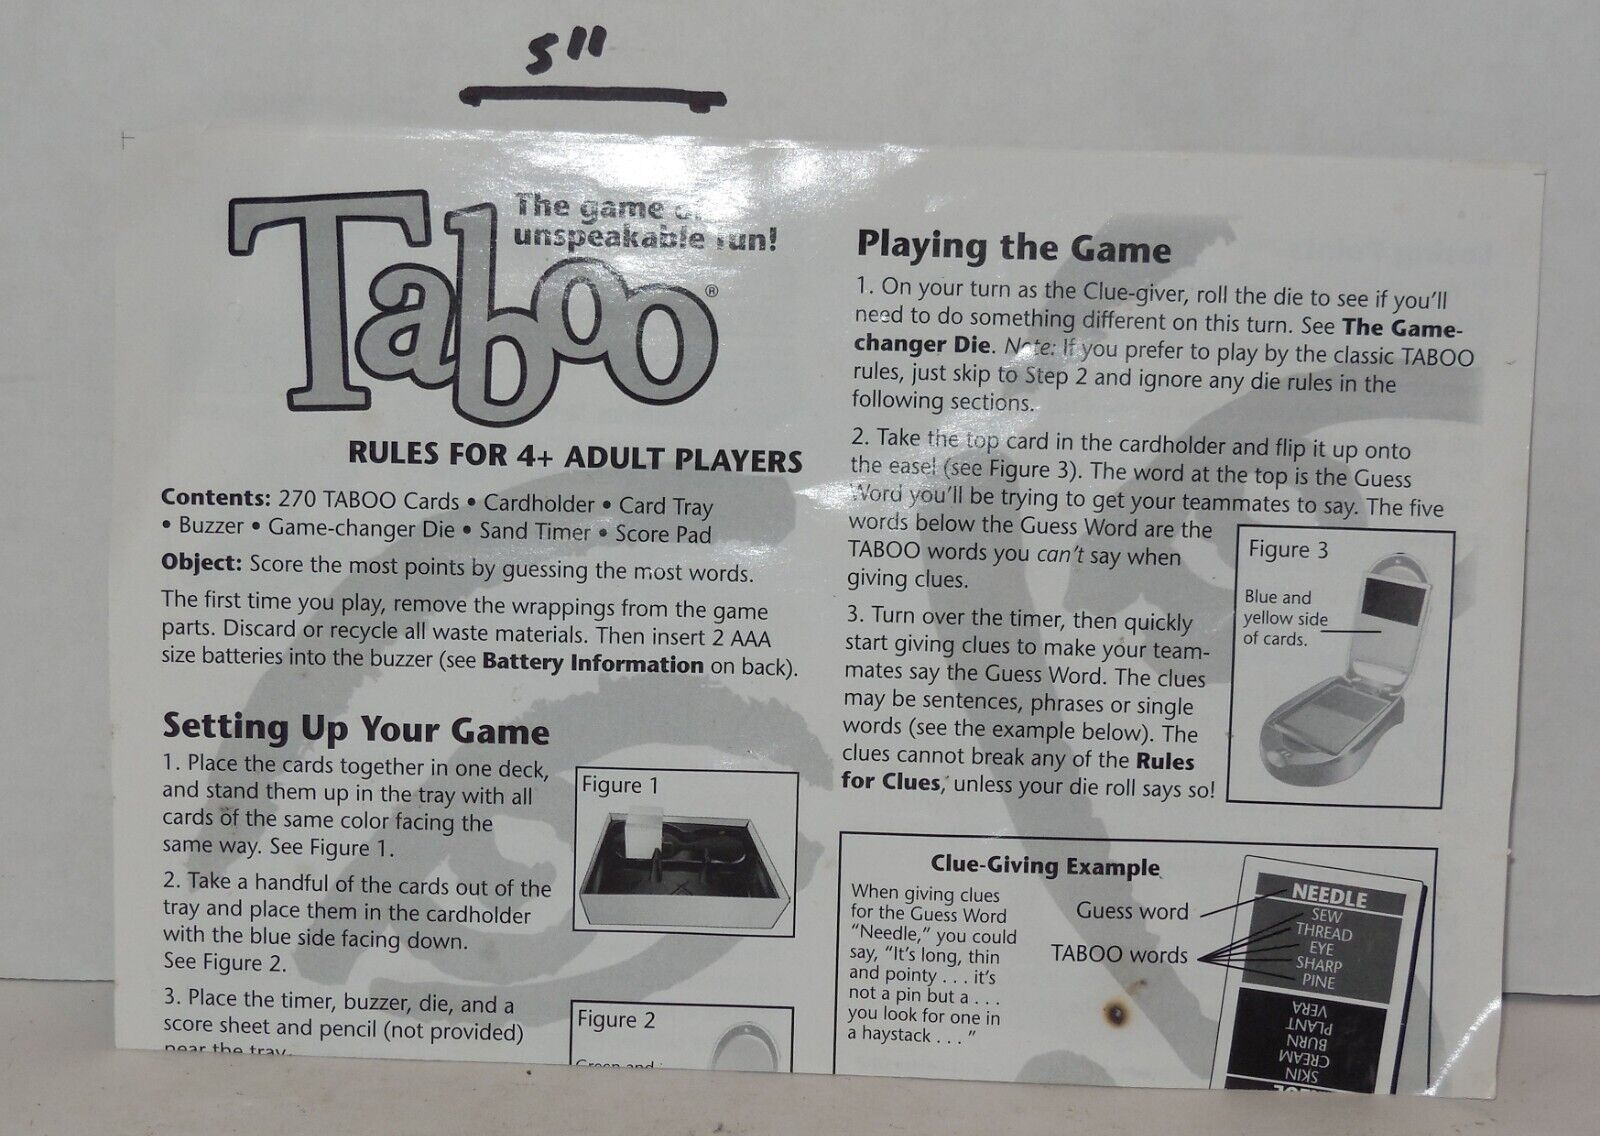 5"
The game
unspeakable fun!
Taboo®
RULES FOR 4+ ADULT PLAYERS
Contents: 270 TABOO Cards • Cardholder • Card Tray
• Buzzer • Game-changer Die • Sand Timer • Score Pad
Object: Score the most points by guessing the most words.
The first time you play, remove the wrappings from the game
parts. Discard or recycle all waste materials. Then insert 2 AAA
size batteries into the buzzer (see Battery Information on back).
Setting Up Your Game
1. Place the cards together in one deck,
and stand them up in the tray with all
cards of the same color facing the
same way. See Figure 1.
Figure 1
2. Take a handful of the cards out of the
tray and place them in the cardholder
with the blue side facing down.
See Figure 2.
3. Place the timer, buzzer, die, and a
score sheet and pencil (not provided)
near the tray.
Figure 2
Green and
Playing the Game
1. On your turn as the Clue-giver, roll the die to see if you'll
need to do something different on this turn. See The Game-
changer Die. Note: If you prefer to play by the classic TABOO
rules, just skip to Step 2 and ignore any die rules in the
following sections.
2. Take the top card in the cardholder and flip it up onto
the easel (see Figure 3). The word at the top is the Guess
Word you'll be trying to get your teammates to say. The five
words below the Guess Word are the
TABOO words you can't say when
giving clues.
3. Turn over the timer, then quickly
start giving clues to make your team-
mates say the Guess Word. The clues
may be sentences, phrases or single
words (see the example below). The
clues cannot break any of the Rules
for Clues, unless your die roll says so!
Figure 3
Blue and
yellow side
of cards.
Clue-Giving Example
When giving clues
for the Guess Word
"Needle," you could
say, "It's long, thin
and pointy . . . it's
not a pin but a . . .
you look for one in
a haystack . . . "
Guess word
TABOO words
NEEDLE
SEW
THREAD
EYE
SHARP
PINE
VERA
PLANT
BURN
CREAM
SKIN